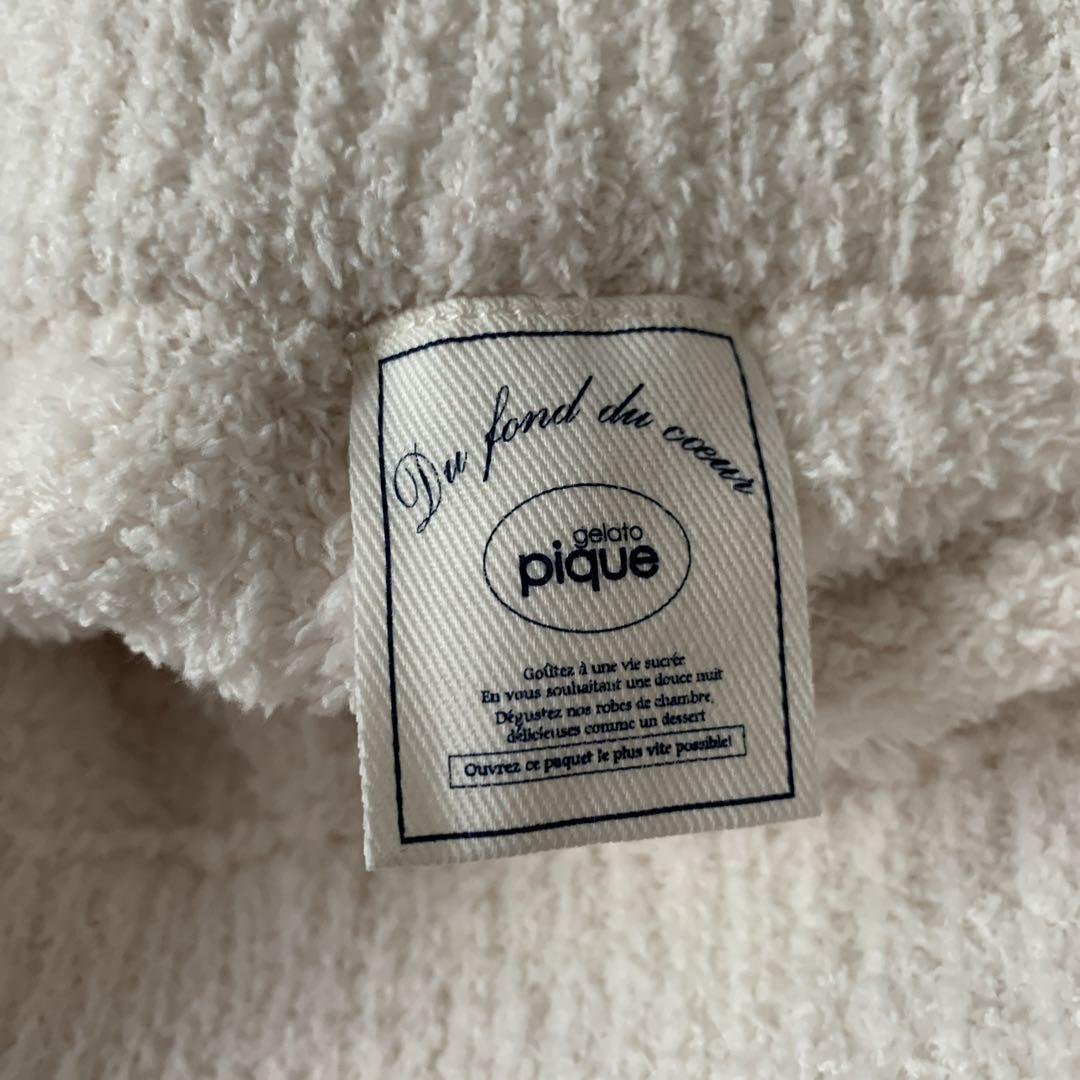 Du fond du cœur
gelato
pique
Goûtez à une vie sucrée
En vous souhaitant une douce nuit
Dégustez nos robes de chambre,
délicieuses comme un dessert
Ouvrez ce paquet le plus vite possible!